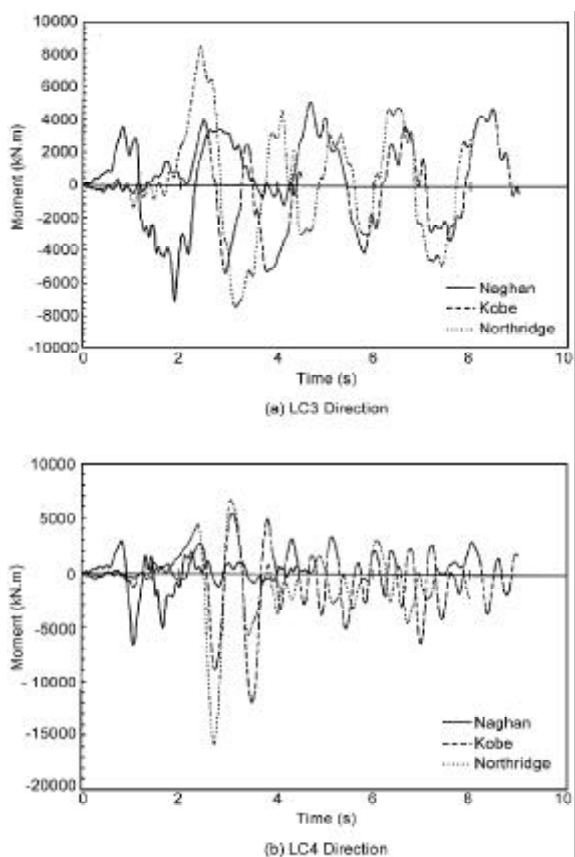 10000
8000
6000
4000
2000
0
-2000
-4000
-6000
-8000
-10000
Moment (kN.m)
Naghan
Kobe
Northridge
0 2 4 6 8 10
Time (s)
(a) LC3 Direction
10000
5000
0
-5000
-10000
-15000
-20000
Moment (kN.m)
Naghan
Kobe
Northridge
0 2 4 6 8 10
Time (s)
(b) LC4 Direction